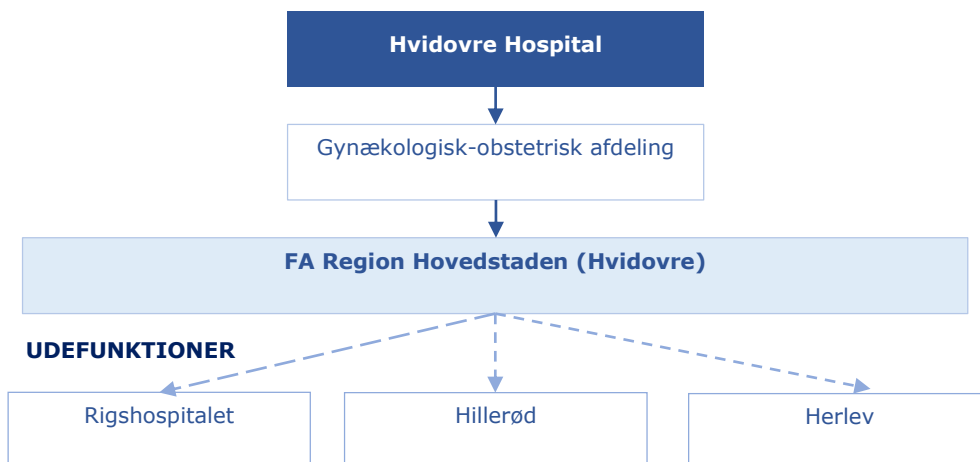 Hvidovre Hospital
Gynækologisk-obstetrisk afdeling
FA Region Hovedstaden (Hvidovre)
UDEFUNKTIONER
Rigshospitalet
Hillerød
Herlev